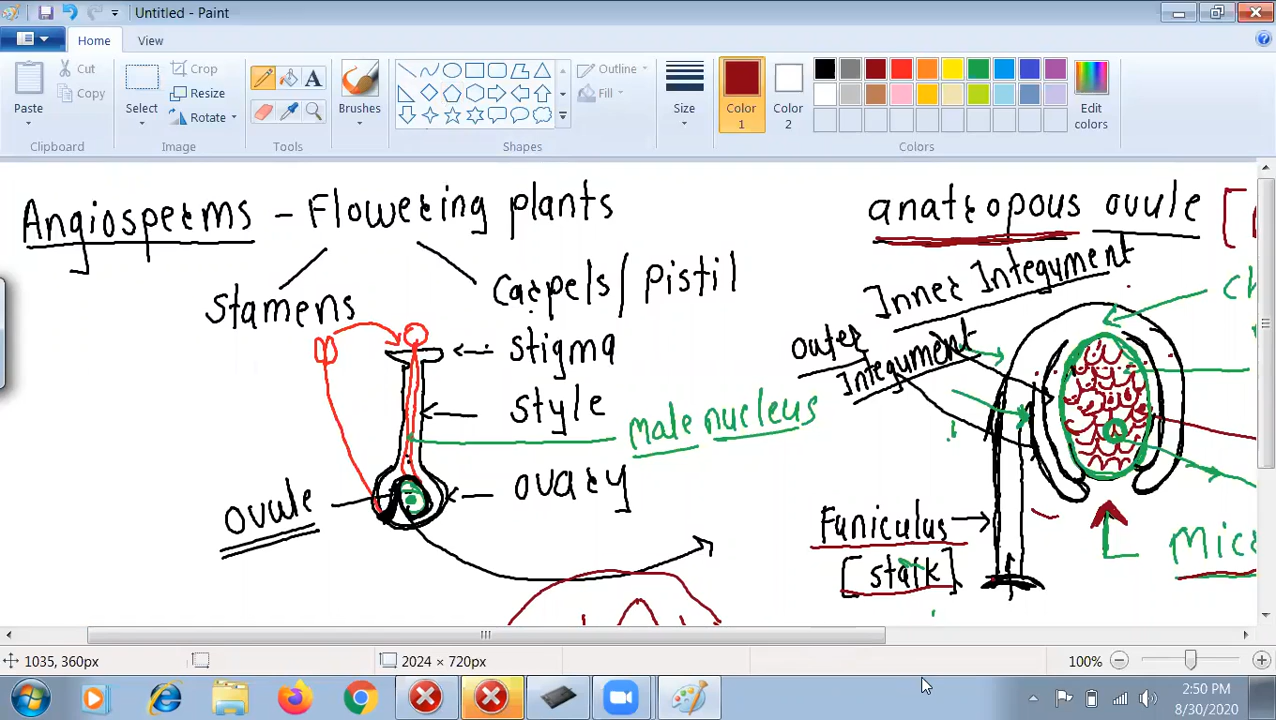 Untitled - Paint
Home View
Paste
Cut
Copy
Select
Crop
Resize
Rotate
Brushes
Outline
Fill
Size
Color 1
Color 2
Edit colors
Clipboard Image Tools Shapes Colors
Angiosperms - Flowering plants
Stamens
Carpels/Pistil
stigma
style
male nucleus
ovary
ovule
anatropous ovule
Inner Integument
outer Integument
Funiculus
[stalk]
1035, 360px
2024 × 720px
100%
2:50 PM
8/30/2020